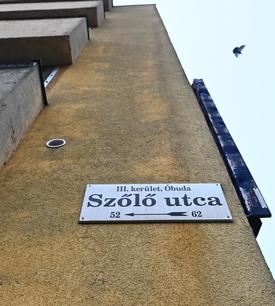 III. kerület, Óbuda
Szőlő utca
52 62